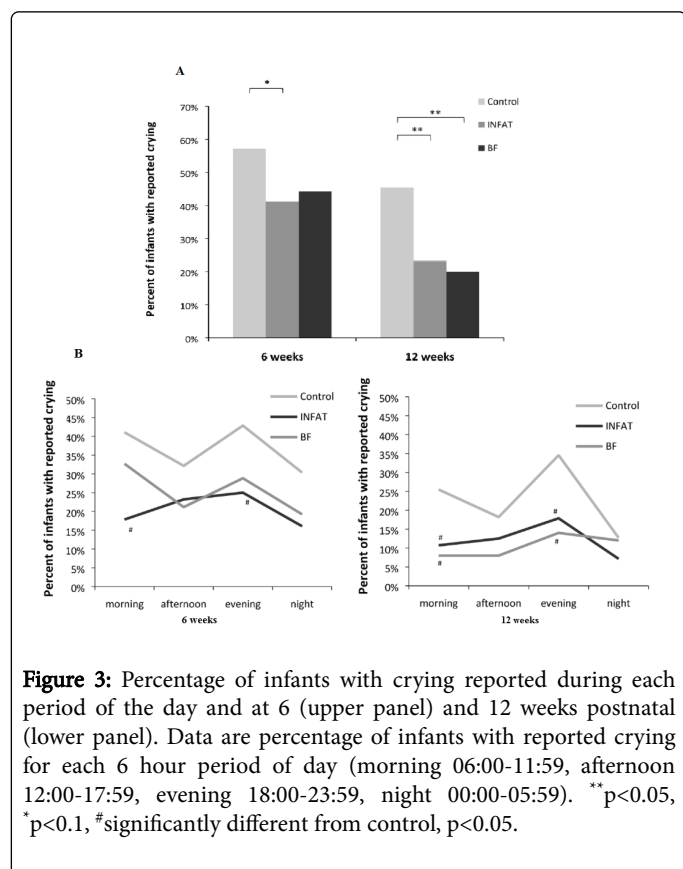 A
* **
**
Control
INFAT
BF
Percent of infants with reported crying
70%
60%
50%
40%
30%
20%
10%
0%
6 weeks 12 weeks
B
Percent of infants with reported crying
50%
45%
40%
35%
30%
25%
20%
15%
10%
5%
0%
Control
INFAT
BF
# #
morning afternoon evening night
6 weeks
Percent of infants with reported crying
50%
45%
40%
35%
30%
25%
20%
15%
10%
5%
0%
Control
INFAT
BF
# #
# #
morning afternoon evening night
12 weeks
Figure 3: Percentage of infants with crying reported during each
period of the day and at 6 (upper panel) and 12 weeks postnatal
(lower panel). Data are percentage of infants with reported crying
for each 6 hour period of day (morning 06:00-11:59, afternoon
12:00-17:59, evening 18:00-23:59, night 00:00-05:59). **p<0.05,
*p<0.1, #significantly different from control, p<0.05.